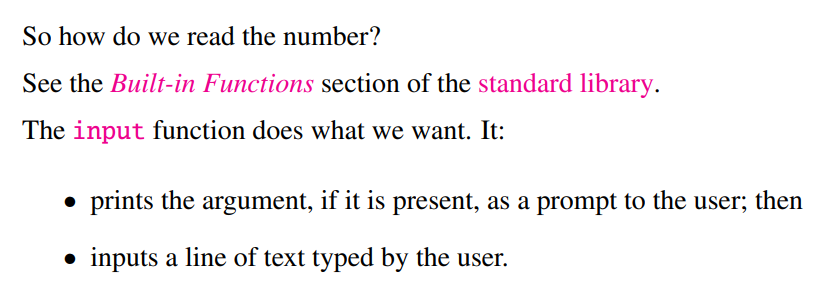 So how do we read the number?
See the Built-in Functions section of the standard library.
The input function does what we want. It:
• prints the argument, if it is present, as a prompt to the user; then
• inputs a line of text typed by the user.